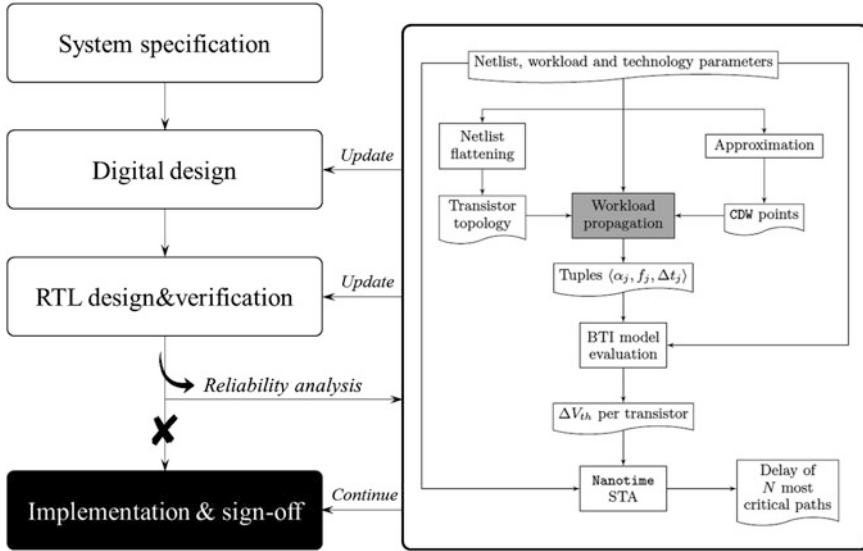 System specification
Digital design
RTL design&verification
Implementation & sign-off
Update
Update
Reliability analysis
Continue
Netlist, workload and technology parameters
Netlist
flattening
Approximation
Transistor
topology
Workload
propagation
CDW points
Tuples ⟨αⱼ, fⱼ, Δtⱼ⟩
BTI model
evaluation
ΔVₜₕ per transistor
Nanotime
STA
Delay of
N most
critical paths